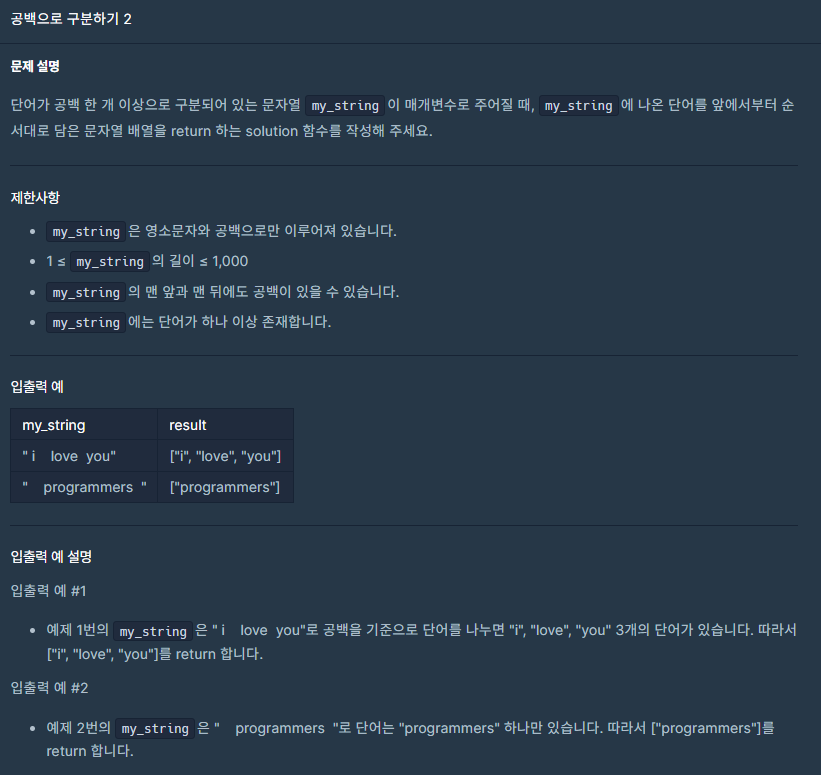 공백으로 구분하기 2
문제 설명
단어가 공백 한 개 이상으로 구분되어 있는 문자열 my_string 이 매개변수로 주어질 때, my_string 에 나온 단어를 앞에서부터 순
서대로 담은 문자열 배열을 return 하는 solution 함수를 작성해 주세요.
제한사항
• my_string 은 영소문자와 공백으로만 이루어져 있습니다.
• 1 ≤ my_string 의 길이 ≤ 1,000
• my_string 의 맨 앞과 맨 뒤에도 공백이 있을 수 있습니다.
• my_string 에는 단어가 하나 이상 존재합니다.
입출력 예
my_string result
" i    love  you" ["i", "love", "you"]
"    programmers  " ["programmers"]
입출력 예 설명
입출력 예 #1
• 예제 1번의 my_string 은 " i    love  you"로 공백을 기준으로 단어를 나누면 "i", "love", "you" 3개의 단어가 있습니다. 따라서
["i", "love", "you"]를 return 합니다.
입출력 예 #2
• 예제 2번의 my_string 은 "    programmers  "로 단어는 "programmers" 하나만 있습니다. 따라서 ["programmers"]를
return 합니다.